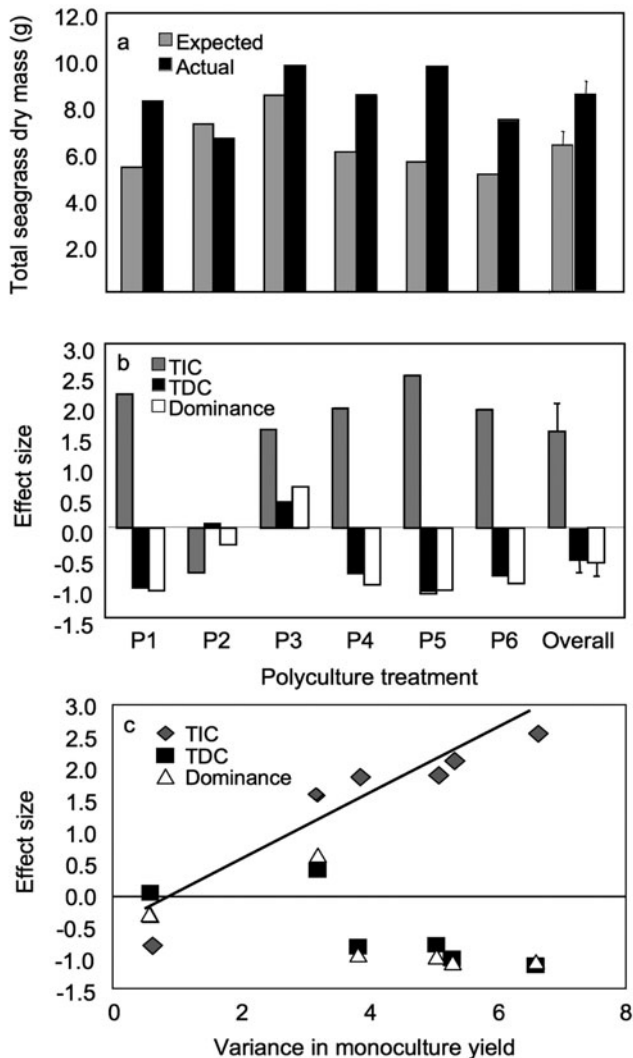 12.0
10.0
8.0
6.0
4.0
2.0
Total seagrass dry mass (g)
a
Expected
Actual
3.0
2.5
2.0
1.5
1.0
0.5
0.0
-0.5
-1.0
-1.5
Effect size
b
TIC
TDC
Dominance
P1 P2 P3 P4 P5 P6 Overall
Polyculture treatment
3.0
2.5
2.0
1.5
1.0
0.5
0.0
-0.5
-1.0
-1.5
Effect size
c
TIC
TDC
Dominance
0 2 4 6 8
Variance in monoculture yield